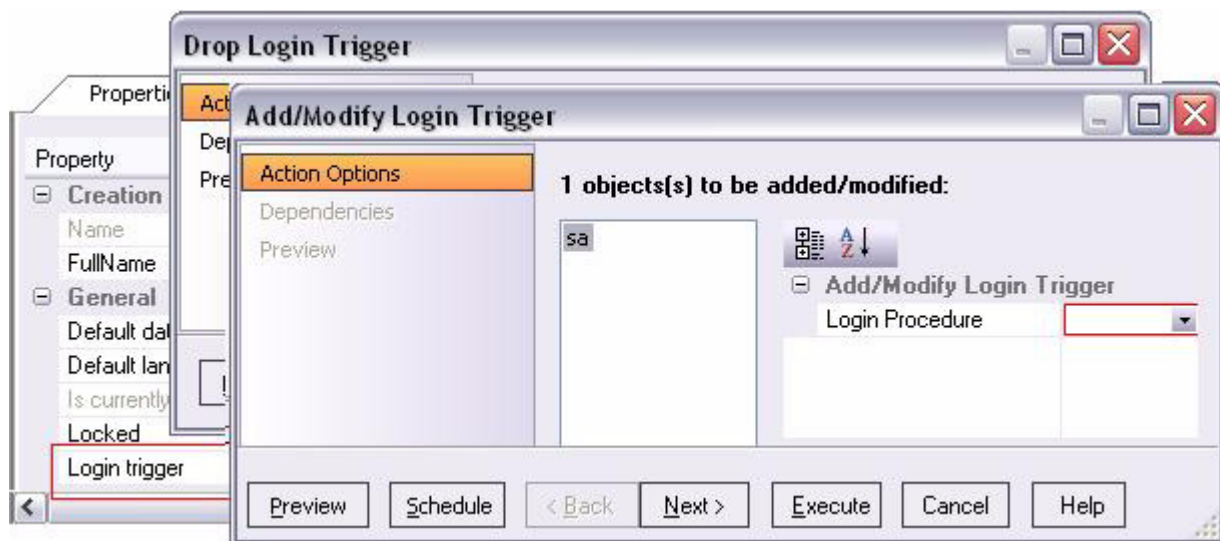 Drop Login Trigger
Properti
Act
Add/Modify Login Trigger
Property
Dep
Pre
Action Options
Dependencies
Preview
1 objects(s) to be added/modified:
sa
Creation
Name
FullName
General
Default dat
Default lan
Is currently
Locked
Login trigger
Add/Modify Login Trigger
Login Procedure
Preview
Schedule
< Back
Next >
Execute
Cancel
Help